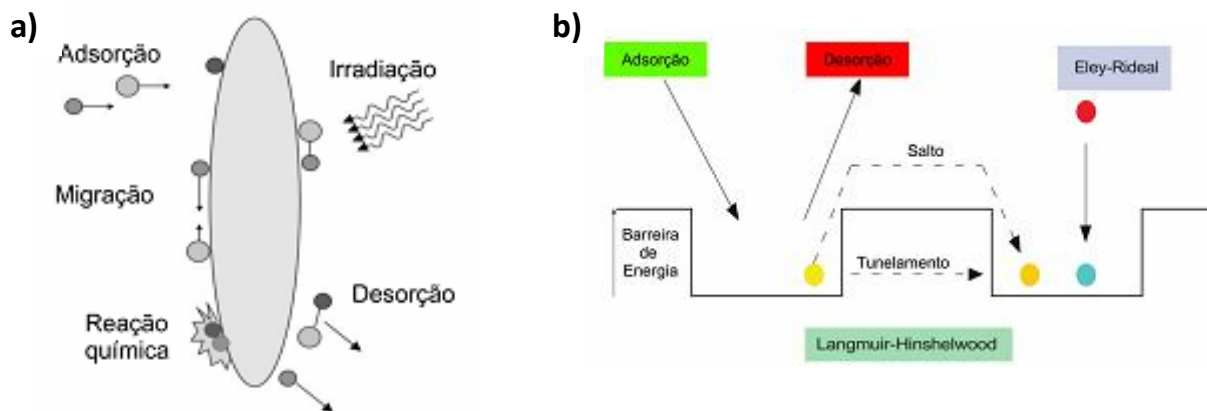 a)
Adsorção
Irradiação
Migração
Desorção
Reação
química
b)
Adsorção
Desorção
Eley-Rideal
Salto
Barreira
de
Energia
Tunelamento
Langmuir-Hinshelwood